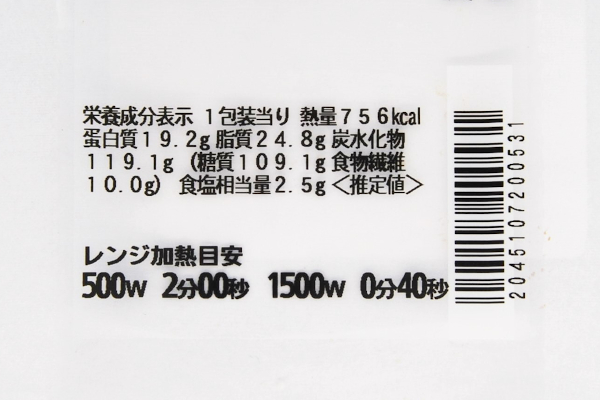 栄養成分表示 1包装当り 熱量756kcal
蛋白質19.2g 脂質24.8g 炭水化物
119.1g (糖質109.1g 食物繊維
10.0g) 食塩相当量2.5g <推定値>
レンジ加熱目安
500W 2分00秒 1500W 0分40秒
2045107200531